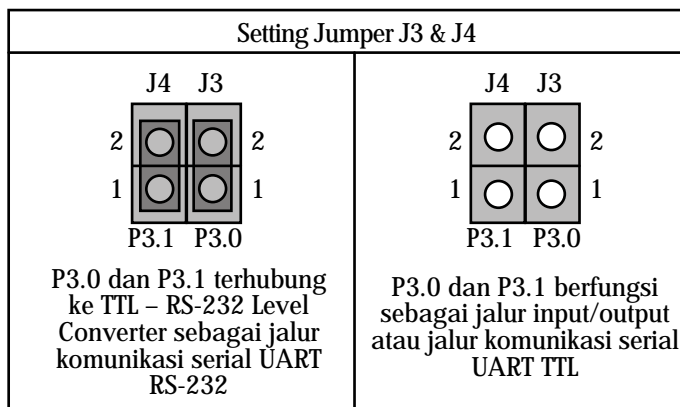 Setting Jumper J3 & J4
J4 J3
2 2
1 1
P3.1 P3.0
P3.0 dan P3.1 terhubung
ke TTL – RS-232 Level
Converter sebagai jalur
komunikasi serial UART
RS-232
J4 J3
2 2
1 1
P3.1 P3.0
P3.0 dan P3.1 berfungsi
sebagai jalur input/output
atau jalur komunikasi serial
UART TTL